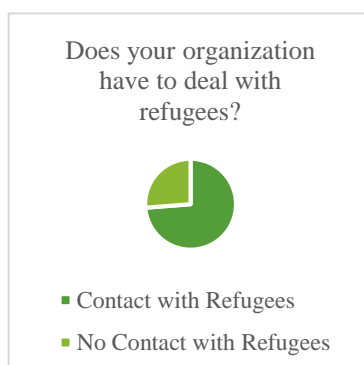 Does your organization
have to deal with
refugees?
Contact with Refugees
No Contact with Refugees